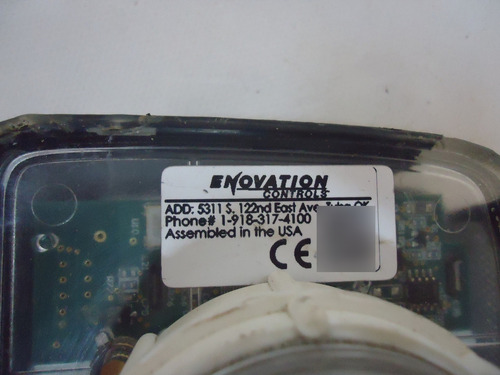 ENOVATION
CONTROLS
ADD: 5311 S. 122nd East Ave
Phone# 1-918-317-4100
Assembled in the USA
CE